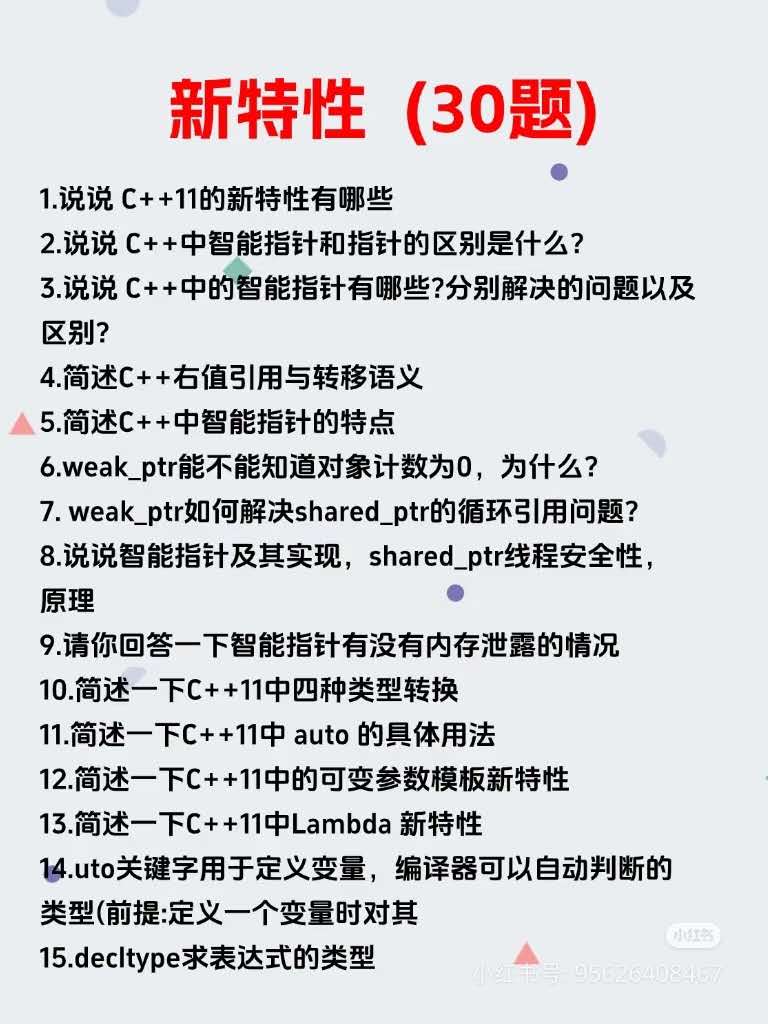 新特性（30题）
1.说说 C++11的新特性有哪些
2.说说 C++中智能指针和指针的区别是什么?
3.说说 C++中的智能指针有哪些?分别解决的问题以及
区别?
4.简述C++右值引用与转移语义
5.简述C++中智能指针的特点
6.weak_ptr能不能知道对象计数为0，为什么?
7. weak_ptr如何解决shared_ptr的循环引用问题?
8.说说智能指针及其实现，shared_ptr线程安全性，
原理
9.请你回答一下智能指针有没有内存泄露的情况
10.简述一下C++11中四种类型转换
11.简述一下C++11中 auto 的具体用法
12.简述一下C++11中的可变参数模板新特性
13.简述一下C++11中Lambda 新特性
14.uto关键字用于定义变量，编译器可以自动判断的
类型(前提:定义一个变量时对其
15.decltype求表达式的类型
小红书
小红书号: 95626408467